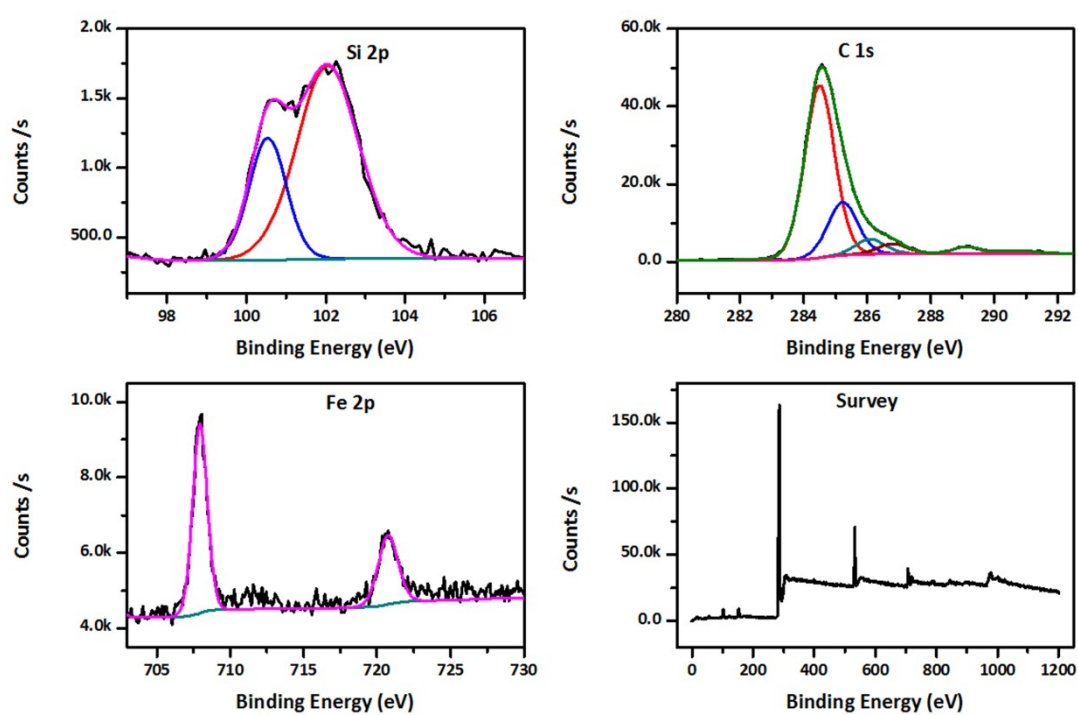 Si 2p
2.0k
1.5k
1.0k
500.0
Counts /s
98 100 102 104 106
Binding Energy (eV)
C 1s
60.0k
40.0k
20.0k
0.0
Counts /s
280 282 284 286 288 290 292
Binding Energy (eV)
Fe 2p
10.0k
8.0k
6.0k
4.0k
Counts /s
705 710 715 720 725 730
Binding Energy (eV)
Survey
150.0k
100.0k
50.0k
0.0
Counts /s
0 200 400 600 800 1000 1200
Binding Energy (eV)